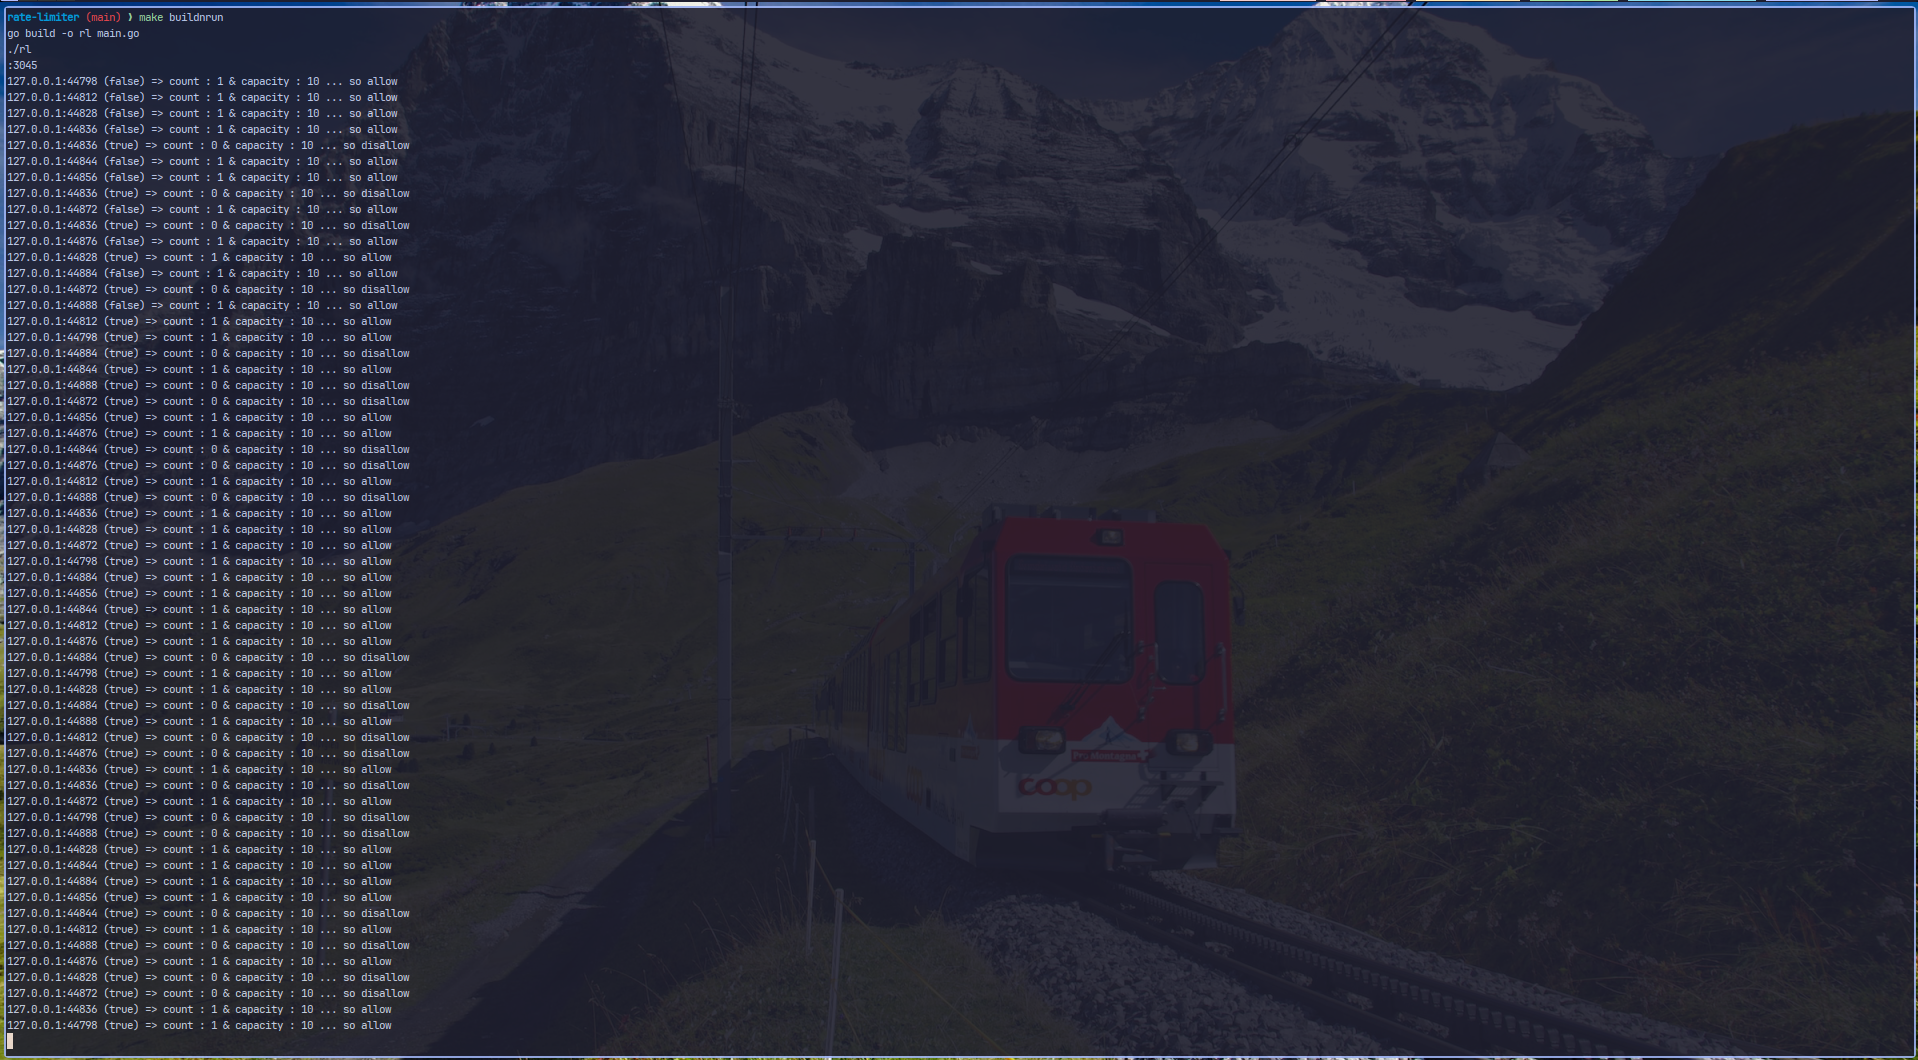 rate-limiter (main) ❯ make buildnrun
go build -o rl main.go
./rl
:3045
127.0.0.1:44798 (false) => count : 1 & capacity : 10 ... so allow
127.0.0.1:44812 (false) => count : 1 & capacity : 10 ... so allow
127.0.0.1:44828 (false) => count : 1 & capacity : 10 ... so allow
127.0.0.1:44836 (false) => count : 1 & capacity : 10 ... so allow
127.0.0.1:44836 (true) => count : 0 & capacity : 10 ... so disallow
127.0.0.1:44844 (false) => count : 1 & capacity : 10 ... so allow
127.0.0.1:44856 (false) => count : 1 & capacity : 10 ... so allow
127.0.0.1:44836 (true) => count : 0 & capacity : 10 ... so disallow
127.0.0.1:44872 (false) => count : 1 & capacity : 10 ... so allow
127.0.0.1:44836 (true) => count : 0 & capacity : 10 ... so disallow
127.0.0.1:44876 (false) => count : 1 & capacity : 10 ... so allow
127.0.0.1:44828 (true) => count : 1 & capacity : 10 ... so allow
127.0.0.1:44884 (false) => count : 1 & capacity : 10 ... so allow
127.0.0.1:44872 (true) => count : 0 & capacity : 10 ... so disallow
127.0.0.1:44888 (false) => count : 1 & capacity : 10 ... so allow
127.0.0.1:44812 (true) => count : 1 & capacity : 10 ... so allow
127.0.0.1:44798 (true) => count : 1 & capacity : 10 ... so allow
127.0.0.1:44884 (true) => count : 0 & capacity : 10 ... so disallow
127.0.0.1:44844 (true) => count : 1 & capacity : 10 ... so allow
127.0.0.1:44888 (true) => count : 0 & capacity : 10 ... so disallow
127.0.0.1:44872 (true) => count : 0 & capacity : 10 ... so disallow
127.0.0.1:44856 (true) => count : 1 & capacity : 10 ... so allow
127.0.0.1:44876 (true) => count : 1 & capacity : 10 ... so allow
127.0.0.1:44844 (true) => count : 0 & capacity : 10 ... so disallow
127.0.0.1:44876 (true) => count : 0 & capacity : 10 ... so disallow
127.0.0.1:44812 (true) => count : 1 & capacity : 10 ... so allow
127.0.0.1:44888 (true) => count : 0 & capacity : 10 ... so disallow
127.0.0.1:44836 (true) => count : 1 & capacity : 10 ... so allow
127.0.0.1:44828 (true) => count : 1 & capacity : 10 ... so allow
127.0.0.1:44872 (true) => count : 1 & capacity : 10 ... so allow
127.0.0.1:44798 (true) => count : 1 & capacity : 10 ... so allow
127.0.0.1:44884 (true) => count : 1 & capacity : 10 ... so allow
127.0.0.1:44856 (true) => count : 1 & capacity : 10 ... so allow
127.0.0.1:44844 (true) => count : 1 & capacity : 10 ... so allow
127.0.0.1:44812 (true) => count : 1 & capacity : 10 ... so allow
127.0.0.1:44876 (true) => count : 1 & capacity : 10 ... so allow
127.0.0.1:44884 (true) => count : 0 & capacity : 10 ... so disallow
127.0.0.1:44798 (true) => count : 1 & capacity : 10 ... so allow
127.0.0.1:44828 (true) => count : 1 & capacity : 10 ... so allow
127.0.0.1:44884 (true) => count : 0 & capacity : 10 ... so disallow
127.0.0.1:44888 (true) => count : 1 & capacity : 10 ... so allow
127.0.0.1:44812 (true) => count : 0 & capacity : 10 ... so disallow
127.0.0.1:44876 (true) => count : 0 & capacity : 10 ... so disallow
127.0.0.1:44836 (true) => count : 1 & capacity : 10 ... so allow
127.0.0.1:44836 (true) => count : 0 & capacity : 10 ... so disallow
127.0.0.1:44872 (true) => count : 1 & capacity : 10 ... so allow
127.0.0.1:44798 (true) => count : 0 & capacity : 10 ... so disallow
127.0.0.1:44888 (true) => count : 0 & capacity : 10 ... so disallow
127.0.0.1:44828 (true) => count : 1 & capacity : 10 ... so allow
127.0.0.1:44844 (true) => count : 1 & capacity : 10 ... so allow
127.0.0.1:44884 (true) => count : 1 & capacity : 10 ... so allow
127.0.0.1:44856 (true) => count : 1 & capacity : 10 ... so allow
127.0.0.1:44844 (true) => count : 0 & capacity : 10 ... so disallow
127.0.0.1:44812 (true) => count : 1 & capacity : 10 ... so allow
127.0.0.1:44888 (true) => count : 0 & capacity : 10 ... so disallow
127.0.0.1:44876 (true) => count : 1 & capacity : 10 ... so allow
127.0.0.1:44828 (true) => count : 0 & capacity : 10 ... so disallow
127.0.0.1:44872 (true) => count : 0 & capacity : 10 ... so disallow
127.0.0.1:44836 (true) => count : 1 & capacity : 10 ... so allow
127.0.0.1:44798 (true) => count : 1 & capacity : 10 ... so allow
coop